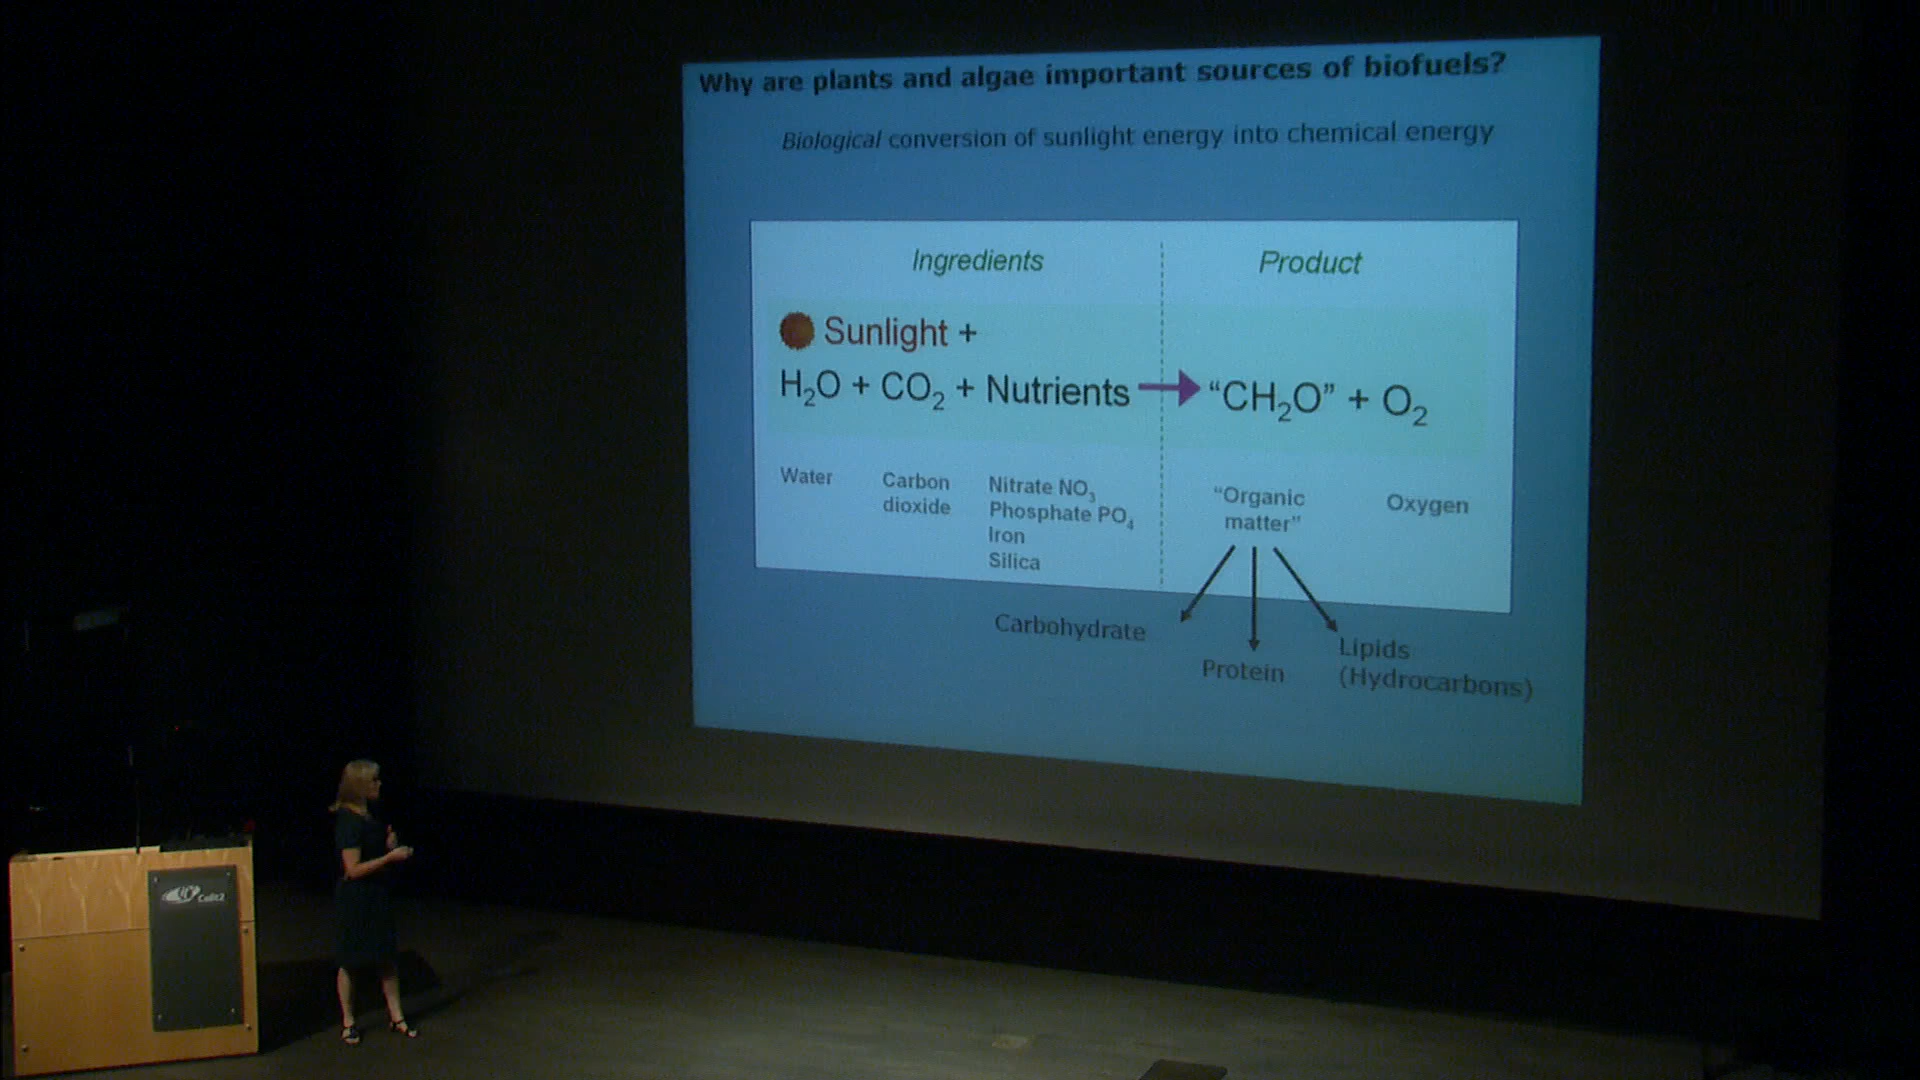 Why are plants and algae important sources of biofuels?
Biological conversion of sunlight energy into chemical energy
Ingredients
Product
Sunlight +
H₂O + CO₂ + Nutrients
“CH₂O” + O₂
Water
Carbon
dioxide
Nitrate NO₃
Phosphate PO₄
Iron
Silica
“Organic
matter”
Oxygen
Carbohydrate
Protein
Lipids
(Hydrocarbons)
Calit2